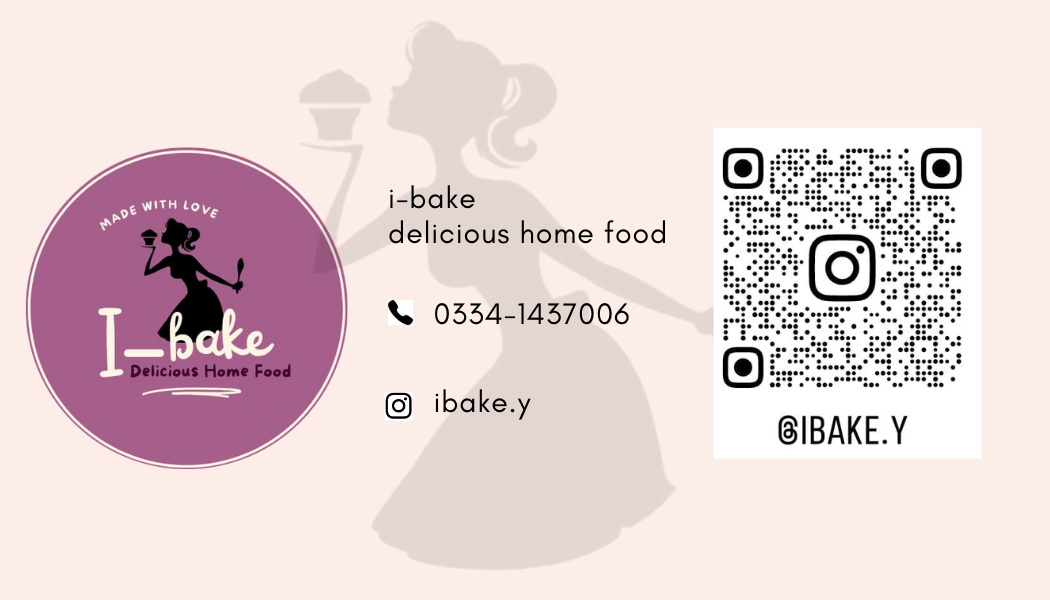 MADE WITH LOVE
I_bake
Delicious Home Food
i-bake
delicious home food
0334-1437006
ibake.y
@IBAKE.Y